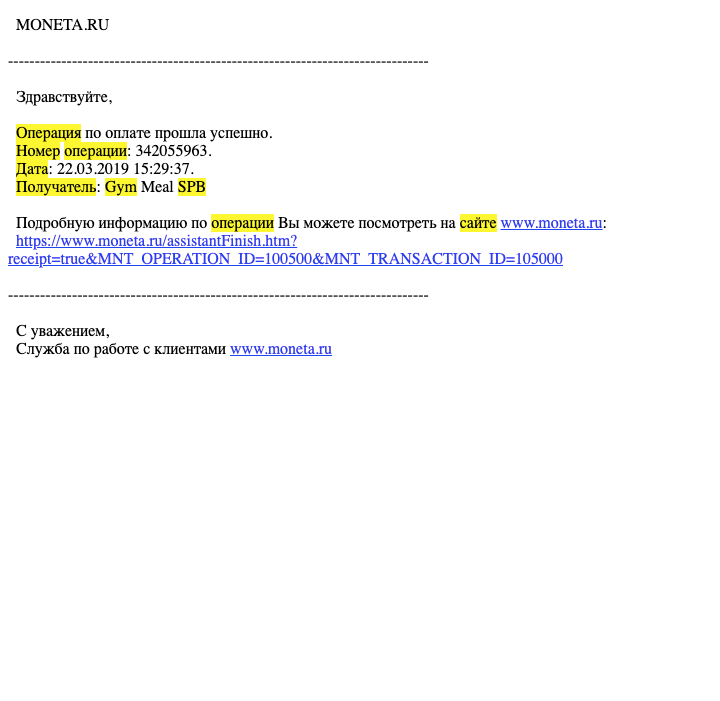 MONETA.RU
--------------------------------------------------------------------------------
Здравствуйте,
Операция по оплате прошла успешно.
Номер операции: 342055963.
Дата: 22.03.2019 15:29:37.
Получатель: Gym Meal SPB
Подробную информацию по операции Вы можете посмотреть на сайте www.moneta.ru:
https://www.moneta.ru/assistantFinish.htm?
receipt=true&MNT_OPERATION_ID=100500&MNT_TRANSACTION_ID=105000
--------------------------------------------------------------------------------
С уважением,
Служба по работе с клиентами www.moneta.ru